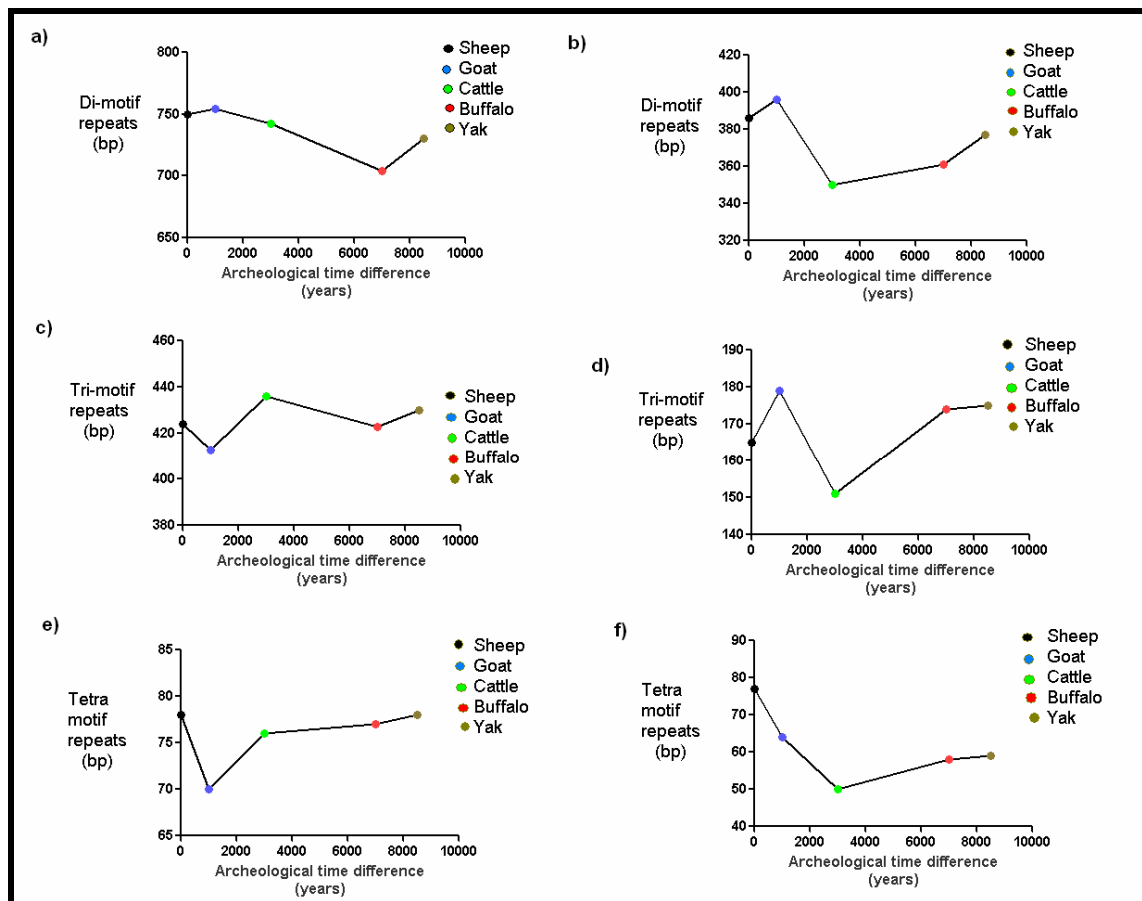 a)
800
750
700
650
Di-motif
repeats
(bp)
Sheep
Goat
Cattle
Buffalo
Yak
0 2000 4000 6000 8000 10000
Archeological time difference
(years)
b)
420
400
380
360
340
320
Di-motif
repeats
(bp)
Sheep
Goat
Cattle
Buffalo
Yak
0 2000 4000 6000 8000 10000
Archeological time difference
(years)
c)
460
440
420
400
380
Tri-motif
repeats
(bp)
Sheep
Goat
Cattle
Buffalo
Yak
0 2000 4000 6000 8000 10000
Archeological time difference
(years)
d)
190
180
170
160
150
140
Tri-motif
repeats
(bp)
Sheep
Goat
Cattle
Buffalo
Yak
0 2000 4000 6000 8000 10000
Archeological time difference
(years)
e)
85
80
75
70
65
Tetra
motif
repeats
(bp)
Sheep
Goat
Cattle
Buffalo
Yak
0 2000 4000 6000 8000 10000
Archeological time difference
(years)
f)
90
80
70
60
50
40
Tetra
motif
repeats
(bp)
Sheep
Goat
Cattle
Buffalo
Yak
0 2000 4000 6000 8000 10000
Archeological time difference
(years)